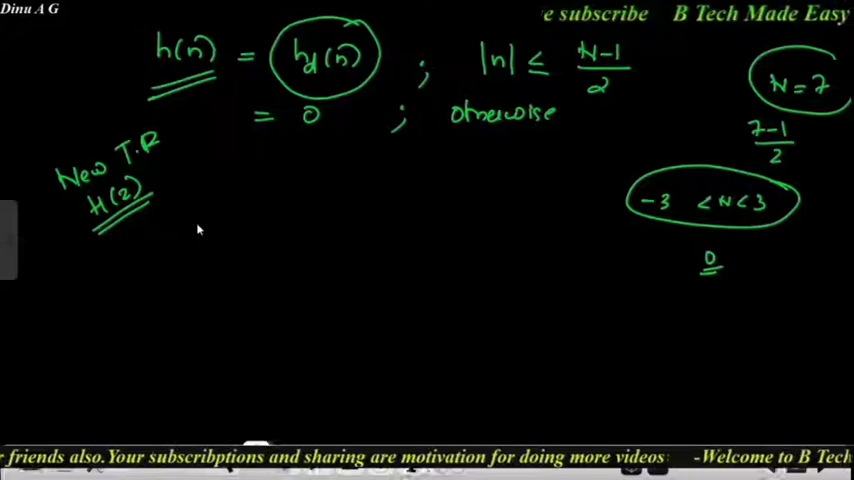 Dinu A G
e subscribe B Tech Made Easy
h(n) = hd(n) ; |n| ≤ N-1/2
= 0 ; otherwise
N = 7
7-1/2
New T.R
H(z)
-3 < N < 3
0
r friends also.Your subscribptions and sharing are motivation for doing more videos -Welcome to B Tech